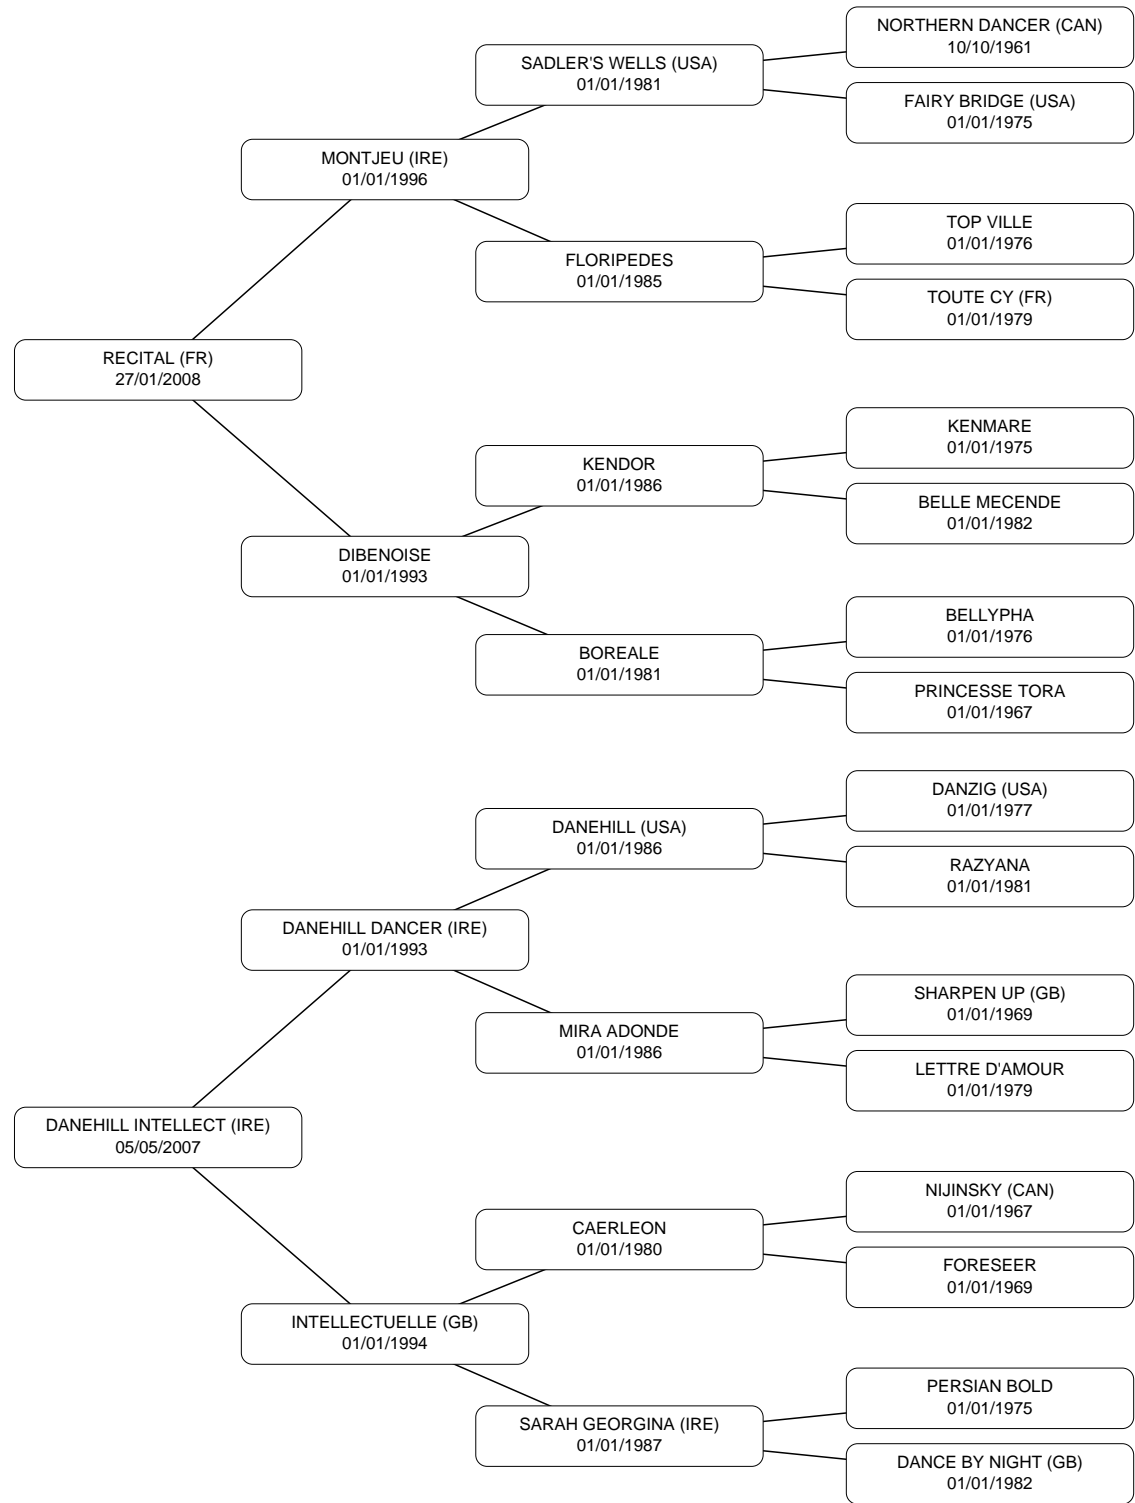 NORTHERN DANCER (CAN)
10/10/1961
SADLER'S WELLS (USA)
01/01/1981
FAIRY BRIDGE (USA)
01/01/1975
MONTJEU (IRE)
01/01/1996
TOP VILLE
01/01/1976
FLORIPEDES
01/01/1985
TOUTE CY (FR)
01/01/1979
RECITAL (FR)
27/01/2008
KENMARE
01/01/1975
KENDOR
01/01/1986
BELLE MECENDE
01/01/1982
DIBENOISE
01/01/1993
BELLYPHA
01/01/1976
BOREALE
01/01/1981
PRINCESSE TORA
01/01/1967
DANZIG (USA)
01/01/1977
DANEHILL (USA)
01/01/1986
RAZYANA
01/01/1981
DANEHILL DANCER (IRE)
01/01/1993
SHARPEN UP (GB)
01/01/1969
MIRA ADONDE
01/01/1986
LETTRE D'AMOUR
01/01/1979
DANEHILL INTELLECT (IRE)
05/05/2007
NIJINSKY (CAN)
01/01/1967
CAERLEON
01/01/1980
FORESEER
01/01/1969
INTELLECTUELLE (GB)
01/01/1994
PERSIAN BOLD
01/01/1975
SARAH GEORGINA (IRE)
01/01/1987
DANCE BY NIGHT (GB)
01/01/1982